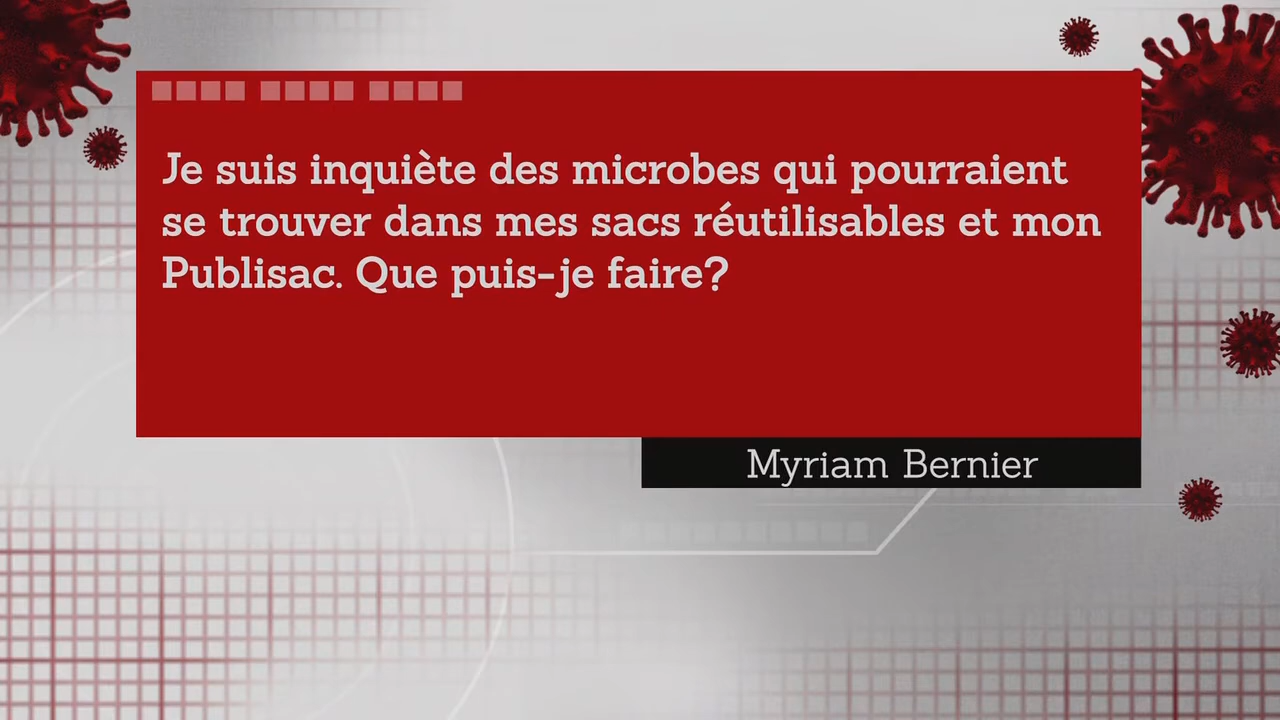 Je suis inquiète des microbes qui pourraient
se trouver dans mes sacs réutilisables et mon
Publisac. Que puis-je faire?
Myriam Bernier